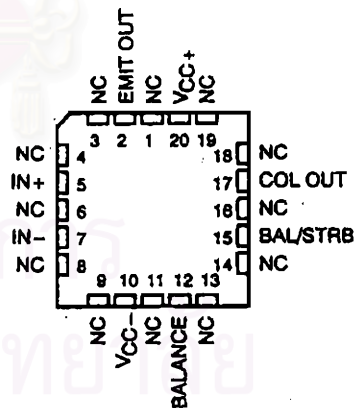 NC
EMIT OUT
NC
VCC+
NC
3 2 1 20 19
NC 4
IN+ 5
NC 6
IN- 7
NC 8
18 NC
17 COL OUT
16 NC
15 BAL/STRB
14 NC
9 10 11 12 13
NC
VCC-
NC
BALANCE
NC